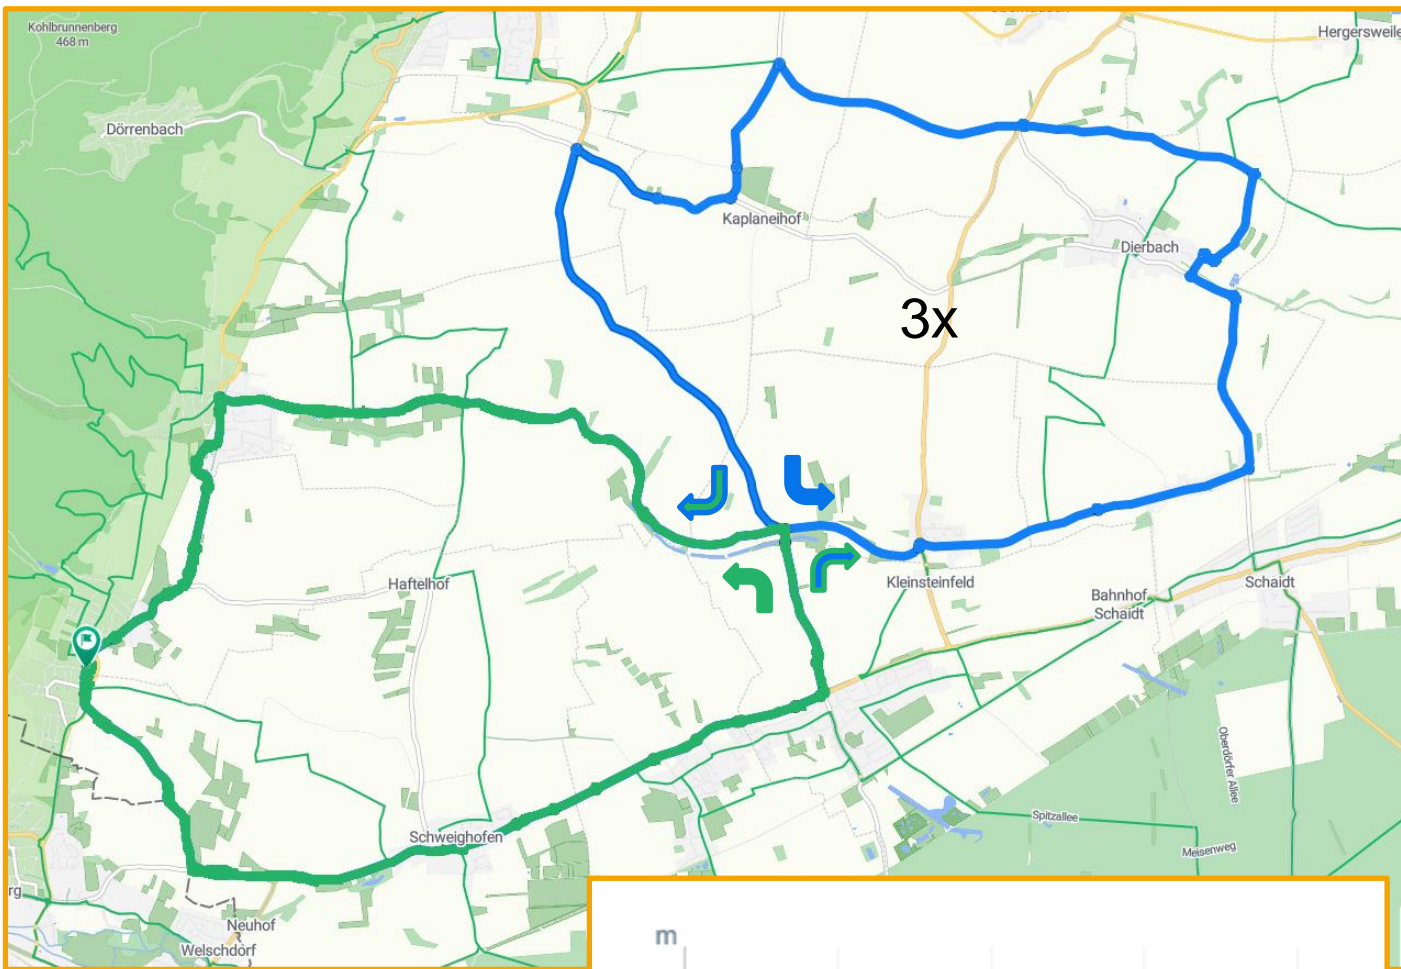 Kohlbrunnenberg
468 m
Hergersweile
Dörrenbach
Kaplaneihof
Dierbach
3x
Haftelhof
Kleinsteinfeld
Bahnhof
Schaidt
Schaidt
Oberdörfer Allee
Spitzallee
Meisenweg
Schweighofen
rg
Neuhof
Welschdorf
m